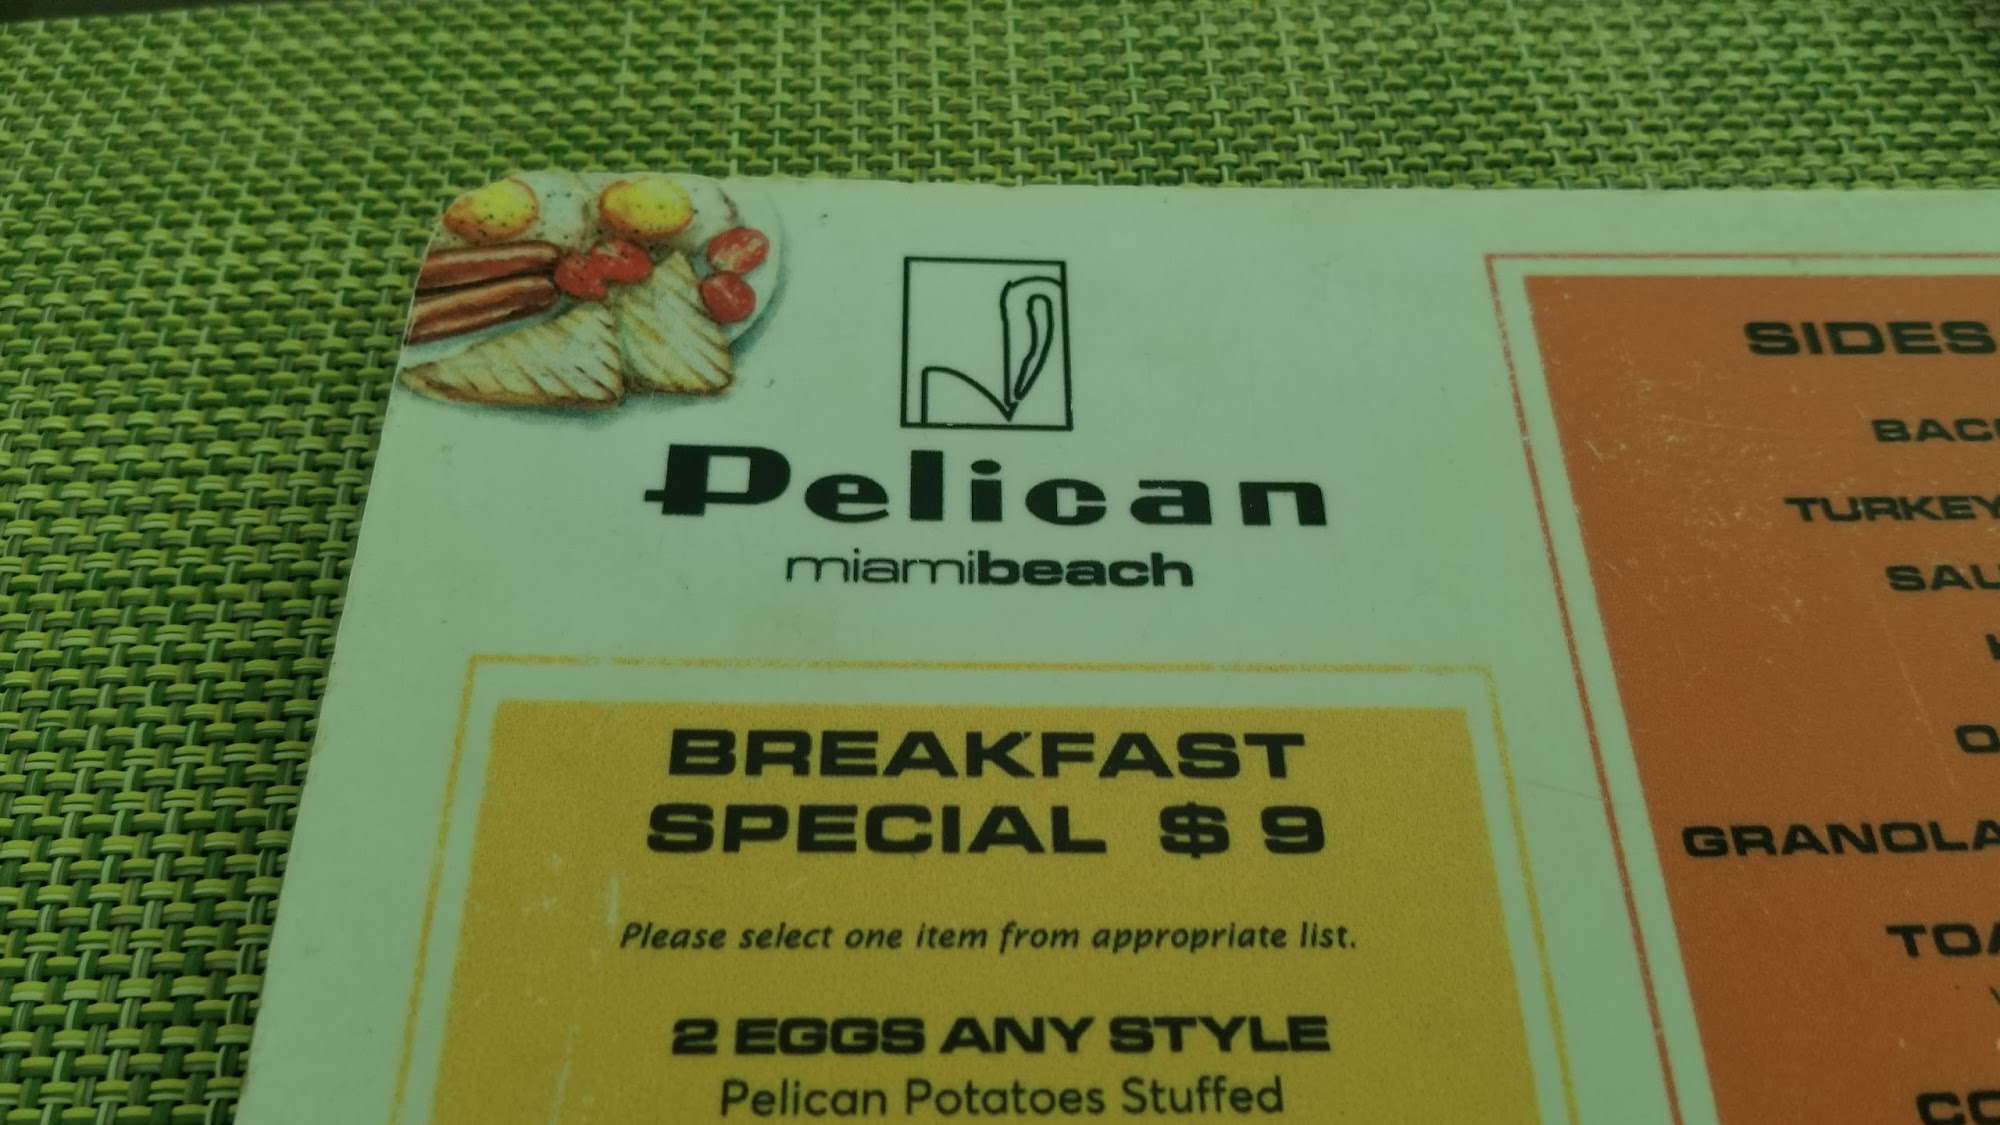 Pelican
miamibeach
BREAKFAST
SPECIAL $ 9
Please select one item from appropriate list.
2 EGGS ANY STYLE
Pelican Potatoes Stuffed
SIDES
TURKEY
GRANOLA